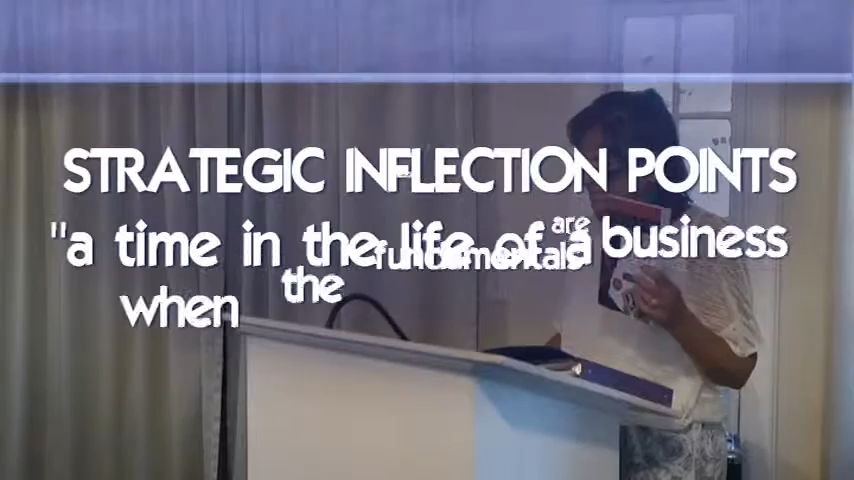 STRATEGIC INFLECTION POINTS
"a time in the life of a business
when the fundamentals are